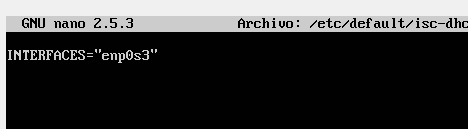 GNU nano 2.5.3 Archivo: /etc/default/isc-dhc
INTERFACES="enp0s3"